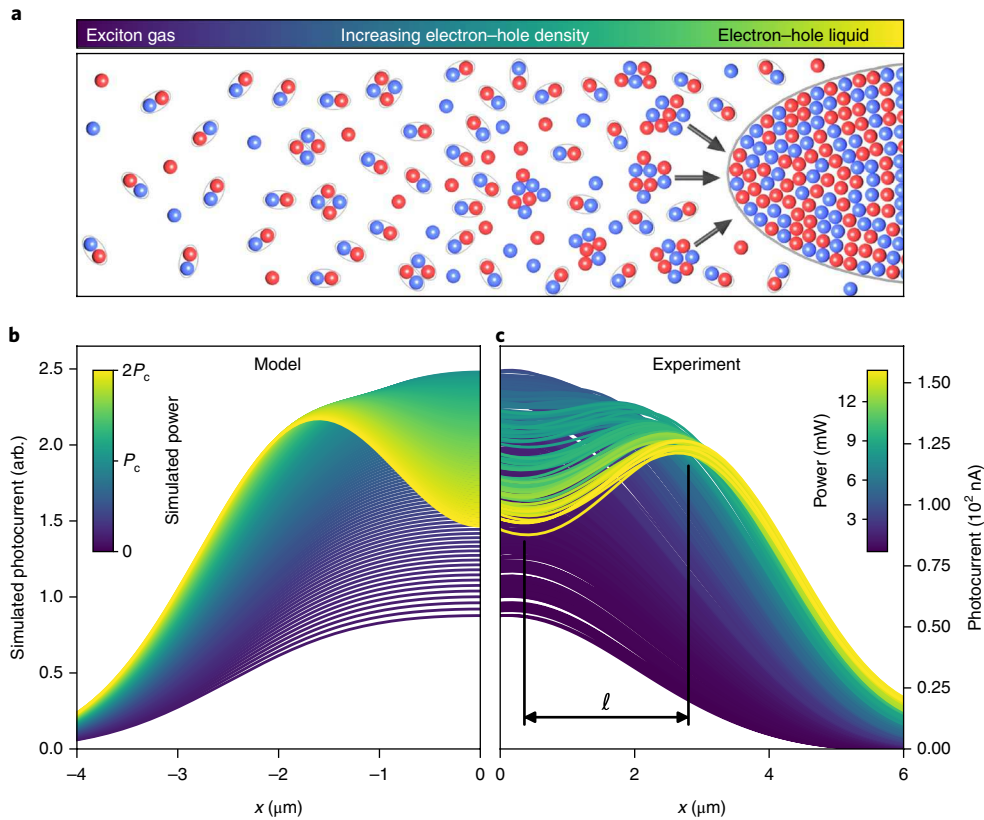 a
Exciton gas Increasing electron–hole density Electron–hole liquid
b
Model
2.5
2.0
1.5
1.0
0.5
0.0
Simulated photocurrent (arb.)
2Pc
Pc
0
Simulated power
–4 –3 –2 –1 0
x (μm)
c
Experiment
12
9
6
3
Power (mW)
ℓ
1.50
1.25
1.00
0.75
0.50
0.25
0.00
Photocurrent (10² nA)
0 2 4 6
x (μm)